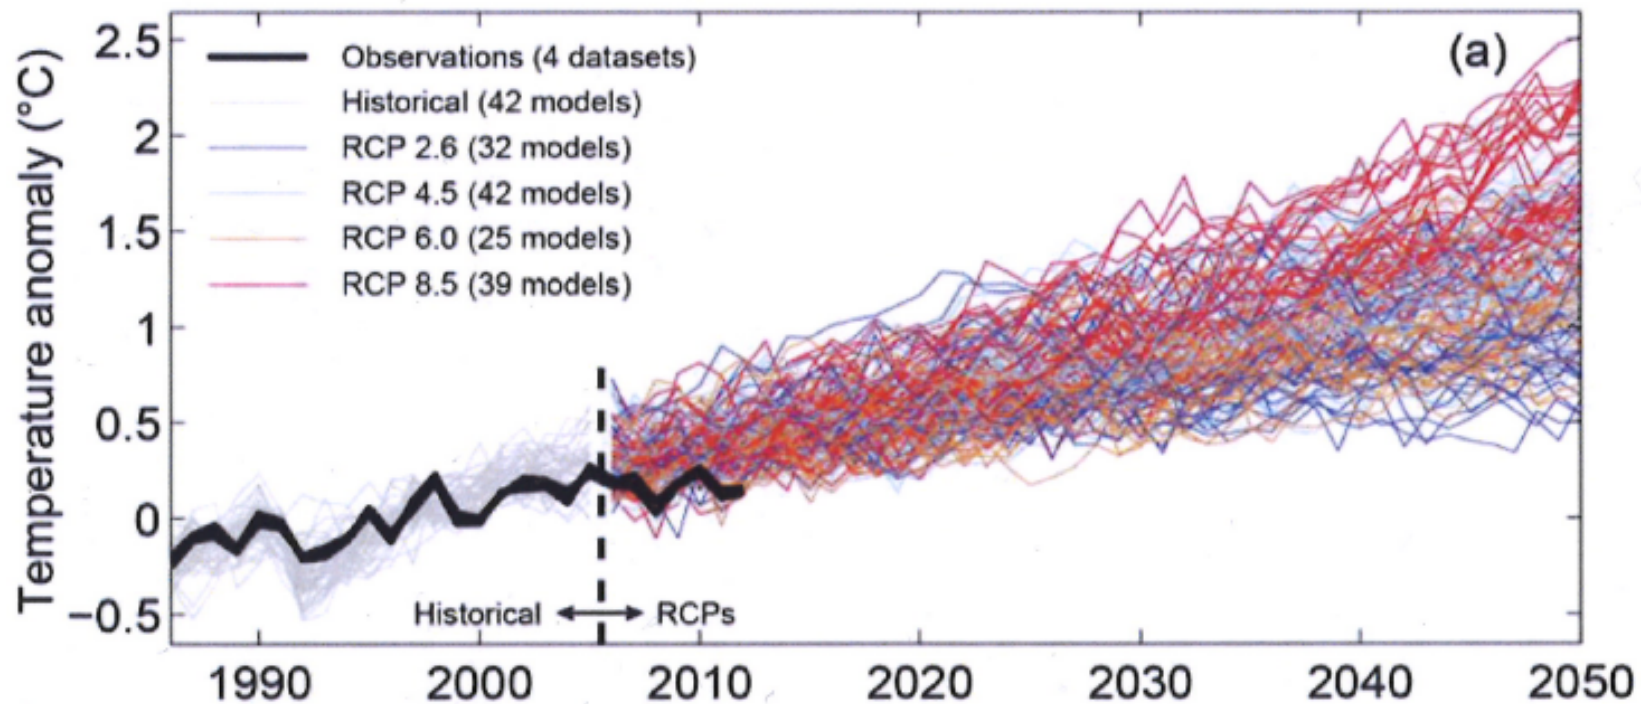 Temperature anomaly (°C)
2.5
2
1.5
1
0.5
0
−0.5
(a)
Observations (4 datasets)
Historical (42 models)
RCP 2.6 (32 models)
RCP 4.5 (42 models)
RCP 6.0 (25 models)
RCP 8.5 (39 models)
Historical RCPs
1990 2000 2010 2020 2030 2040 2050